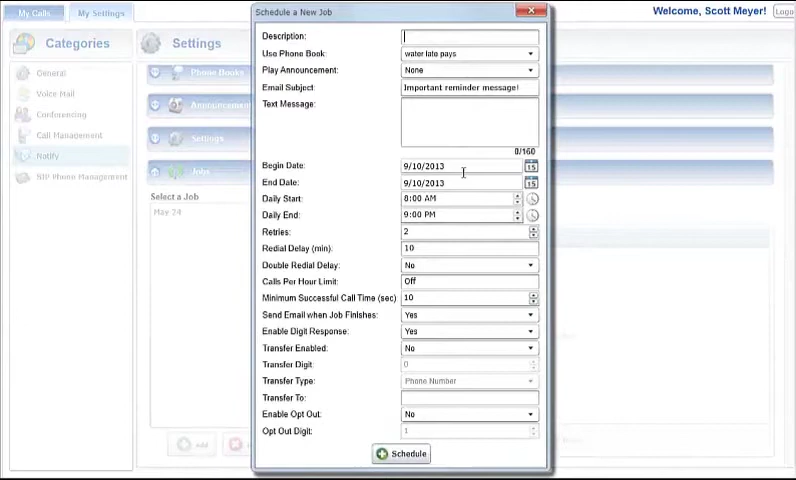 My Calls
My Settings
Welcome, Scott Meyer!
Categories
General
Voice Mail
Conferencing
Call Management
Notify
SIP Phone Management
Settings
Phone Books
Settings
Jobs
Select a Job
May 24
Add
Schedule a New Job
Description:
Use Phone Book: water late pays
Play Announcement: None
Email Subject: Important reminder message!
Text Message:
0/160
Begin Date: 9/10/2013 15
End Date: 9/10/2013 15
Daily Start: 8:00 AM
Daily End: 9:00 PM
Retries: 2
Redial Delay (min): 10
Double Redial Delay: No
Calls Per Hour Limit: Off
Minimum Successful Call Time (sec) 10
Send Email when Job Finishes: Yes
Enable Digit Response: Yes
Transfer Enabled: No
Transfer Digit: 0
Transfer Type: Phone Number
Transfer To:
Enable Opt Out: No
Opt Out Digit: 1
Schedule